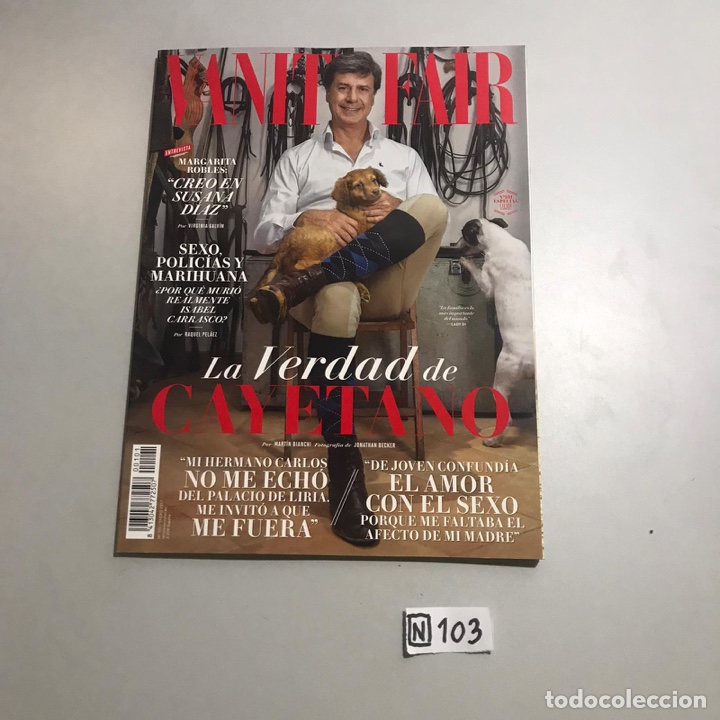 VANITY FAIR
ENTREVISTA
MARGARITA
ROBLES:
“CREO EN
SUSANA
DÍAZ”
Por VIRGINIA GALVÍN
SEXO,
POLICÍAS Y
MARIHUANA
¿POR QUÉ MURIÓ
REALMENTE
ISABEL
CARRASCO?
Por RAQUEL PELÁEZ
ESPECIAL
La Verdad de
CAYETANO
Por MARTÍN BIANCHI Fotografía de JONATHAN BECKER
“MI HERMANO CARLOS
NO ME ECHÓ
DEL PALACIO DE LIRIA.
ME INVITÓ A QUE
ME FUERA”
“DE JOVEN CONFUNDÍA
EL AMOR
CON EL SEXO
PORQUE ME FALTABA EL
AFECTO DE MI MADRE”
00101
N 103
todocoleccion.net